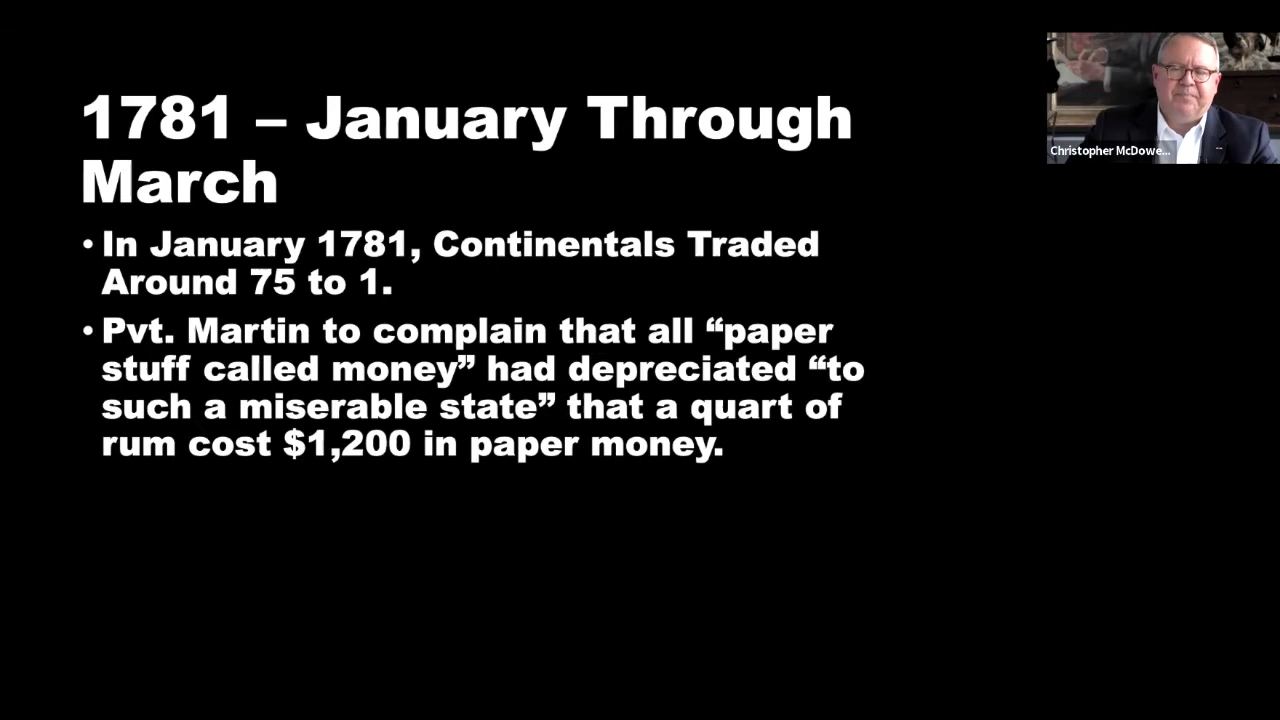 1781 – January Through
March
• In January 1781, Continentals Traded
Around 75 to 1.
• Pvt. Martin to complain that all “paper
stuff called money” had depreciated “to
such a miserable state” that a quart of
rum cost $1,200 in paper money.
Christopher McDowe...